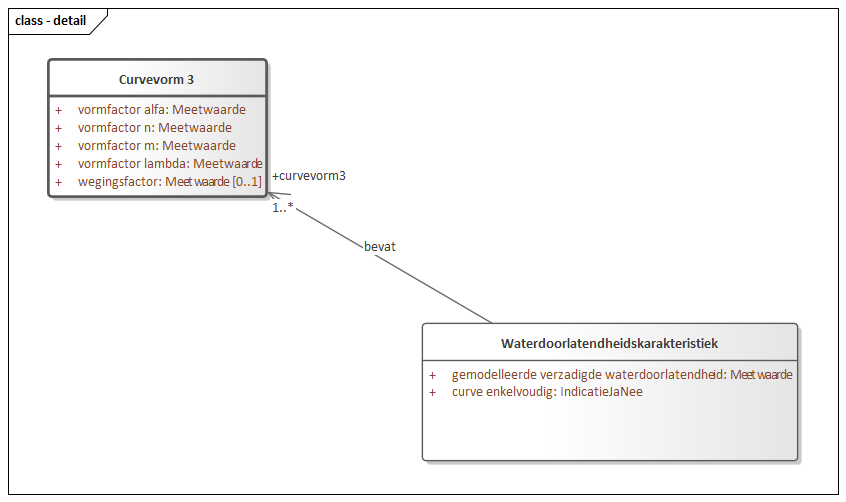 class - detail
Curvevorm 3
+ vormfactor alfa: Meetwaarde
+ vormfactor n: Meetwaarde
+ vormfactor m: Meetwaarde
+ vormfactor lambda: Meetwaarde
+ wegingsfactor: Meetwaarde [0..1]
+curvevorm3
1..*
bevat
Waterdoorlatendheidskarakteristiek
+ gemodelleerde verzadigde waterdoorlatendheid: Meetwaarde
+ curve enkelvoudig: IndicatieJaNee